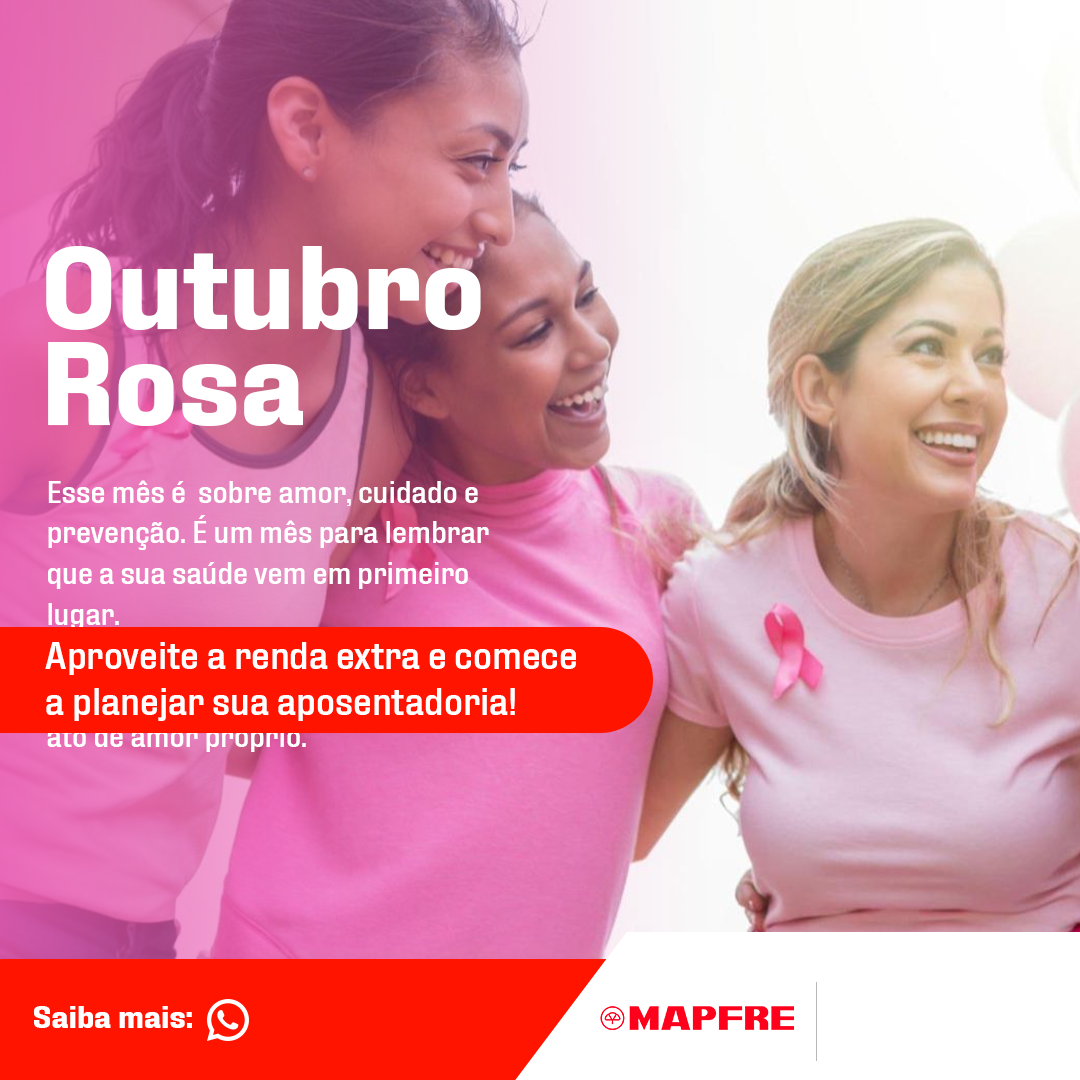 Outubro
Rosa
Esse mês é  sobre amor, cuidado e
prevenção. É um mês para lembrar
que a sua saúde vem em primeiro
lugar.
Aproveite a renda extra e comece
a planejar sua aposentadoria!
ato de amor próprio.
Saiba mais:
MAPFRE